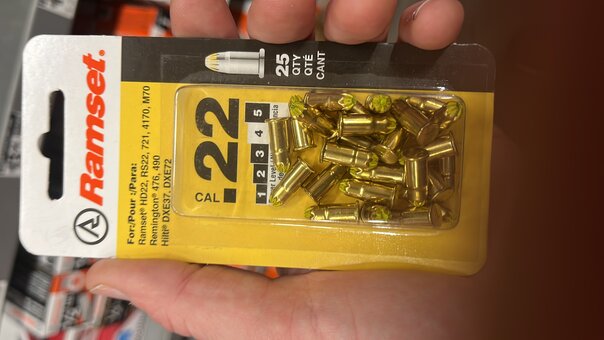 Ramset®
For:/Pour :/Para:
Ramset® HD22, RS22, 721, 4170, M70
Remington® 476, 490
Hilti® DXE37, DXE72
25
QTY
QTÉ
CANT
CAL .22
1 2 3 4 5